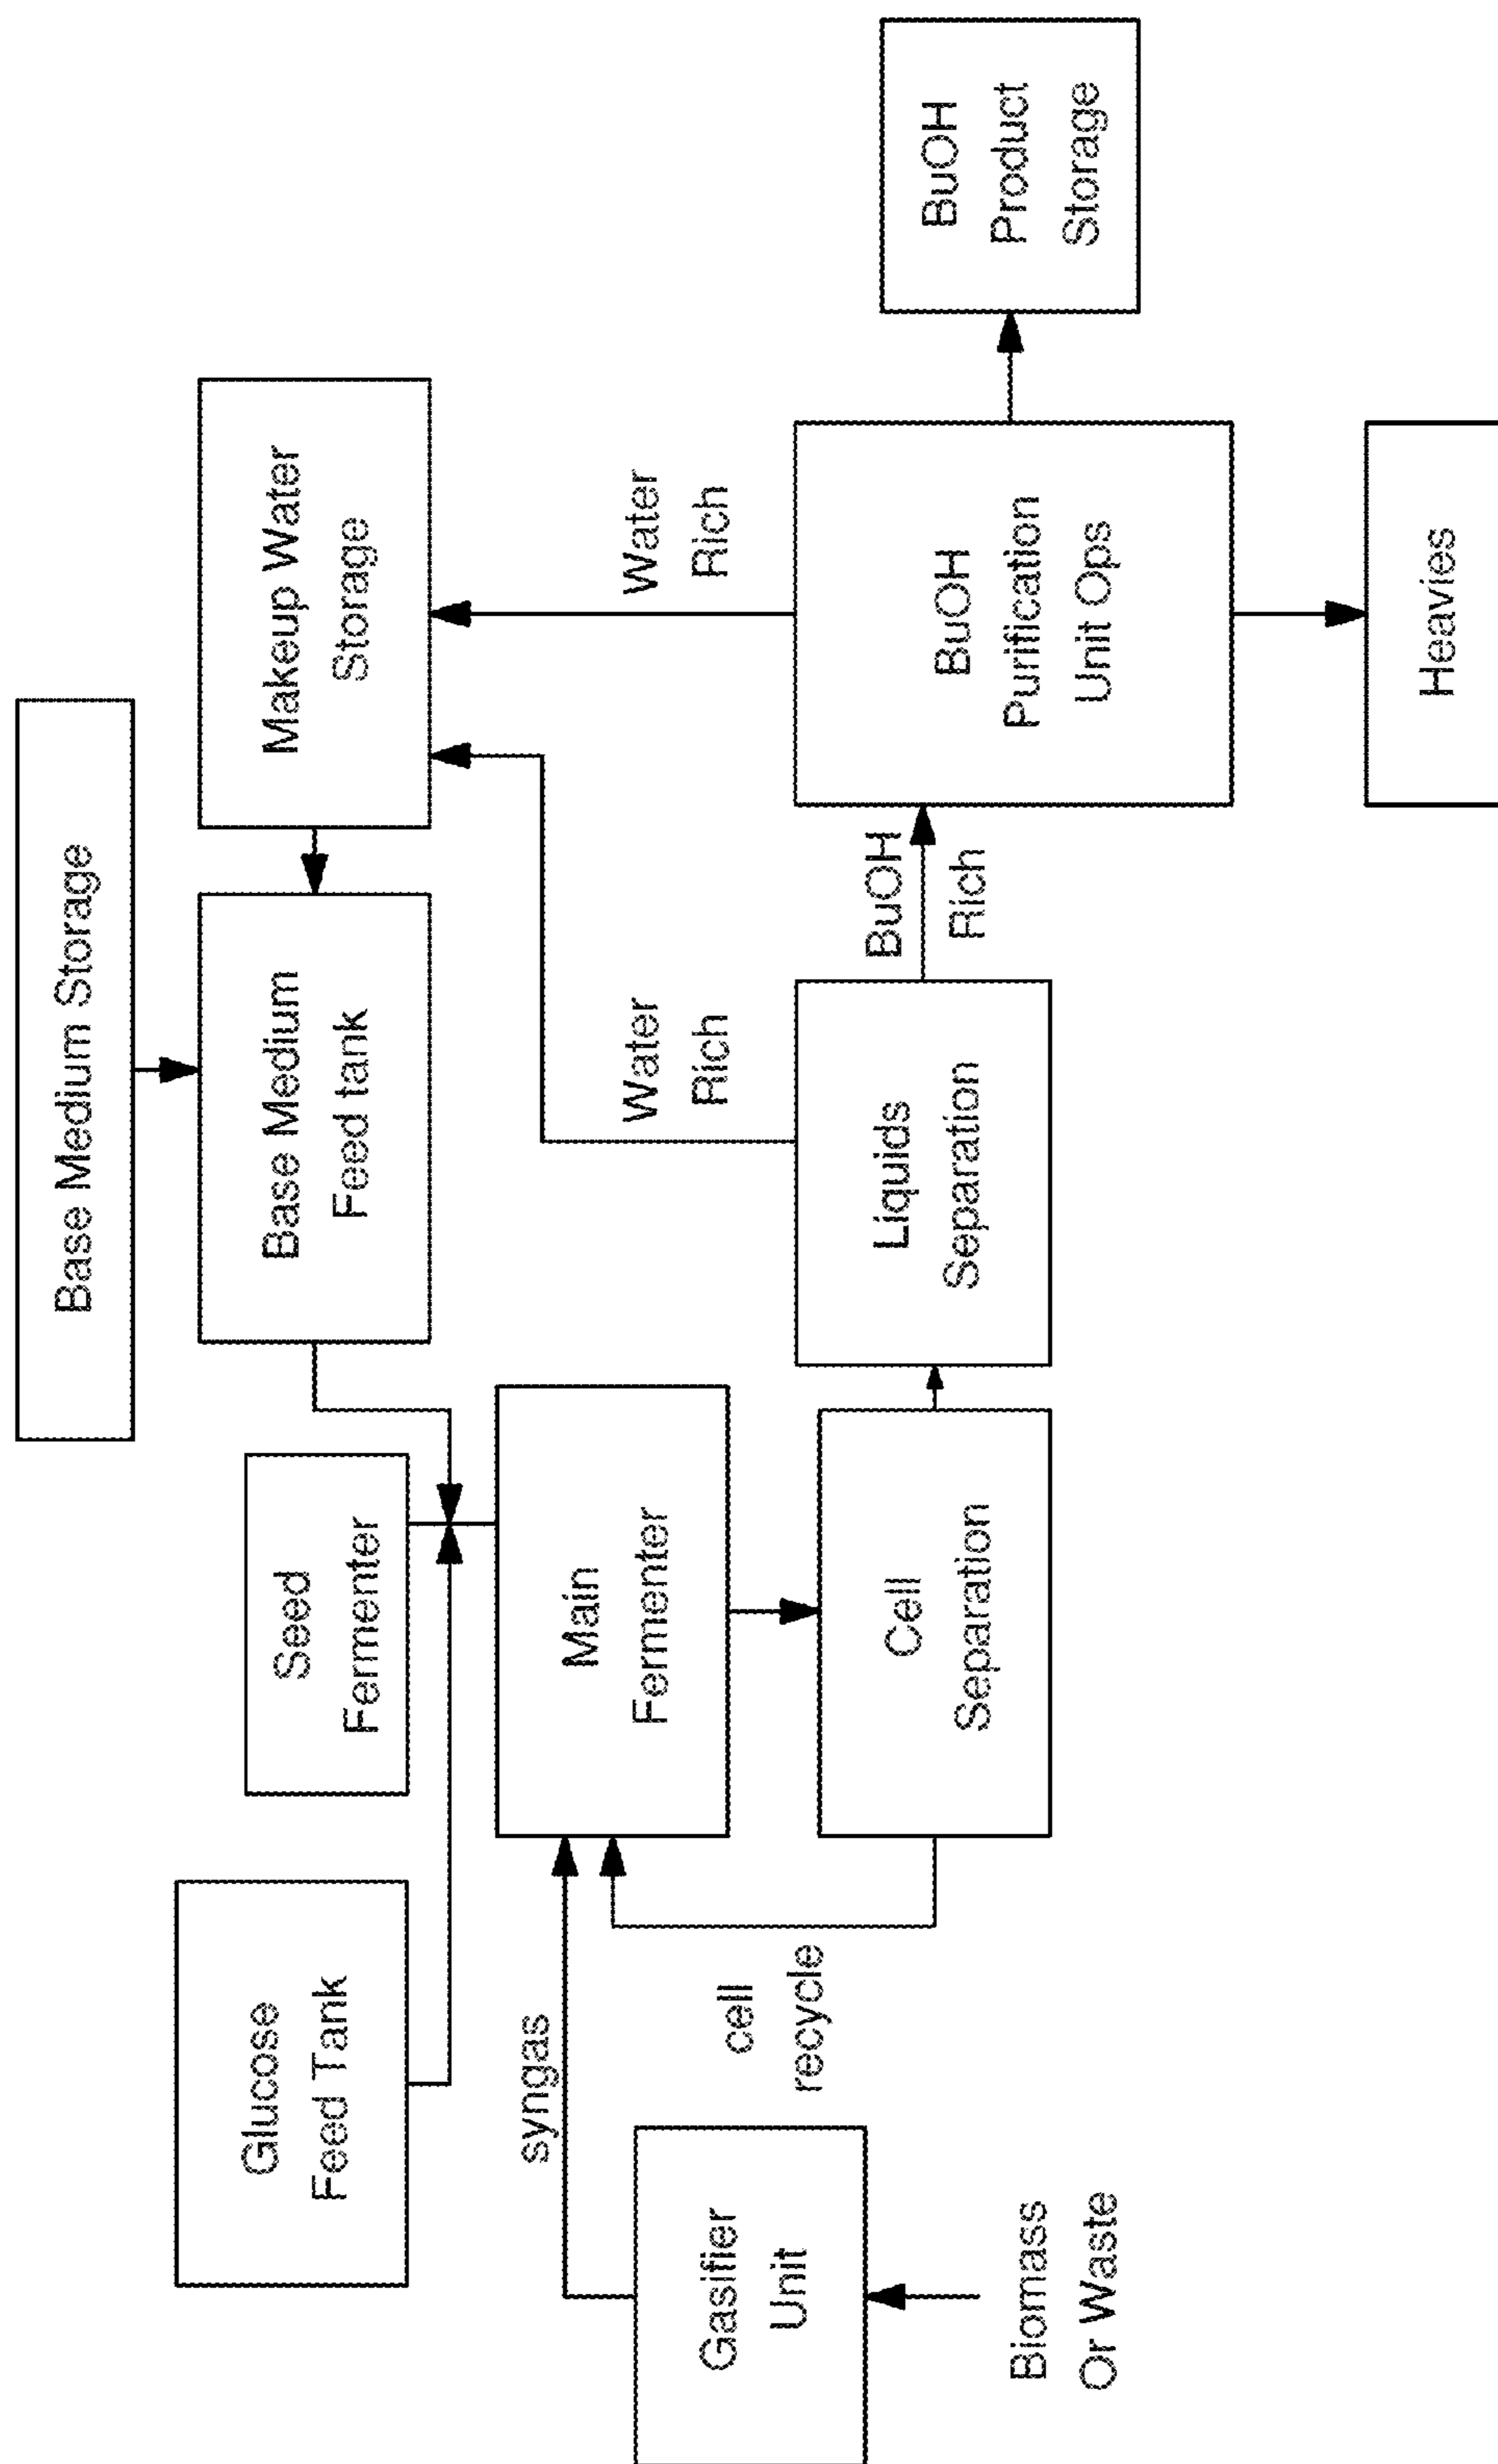 Base Medium Storage
Glucose
Feed Tank
Seed
Fermenter
Base Medium
Feed tank
Makeup Water
Storage
syngas
Main
Fermenter
Water
Rich
Water
Rich
cell
recycle
Gasifier
Unit
Cell
Separation
Liquids
Separation
BuOH
Rich
BuOH
Purification
Unit Ops
BuOH
Product
Storage
Biomass
Or Waste
Heavies